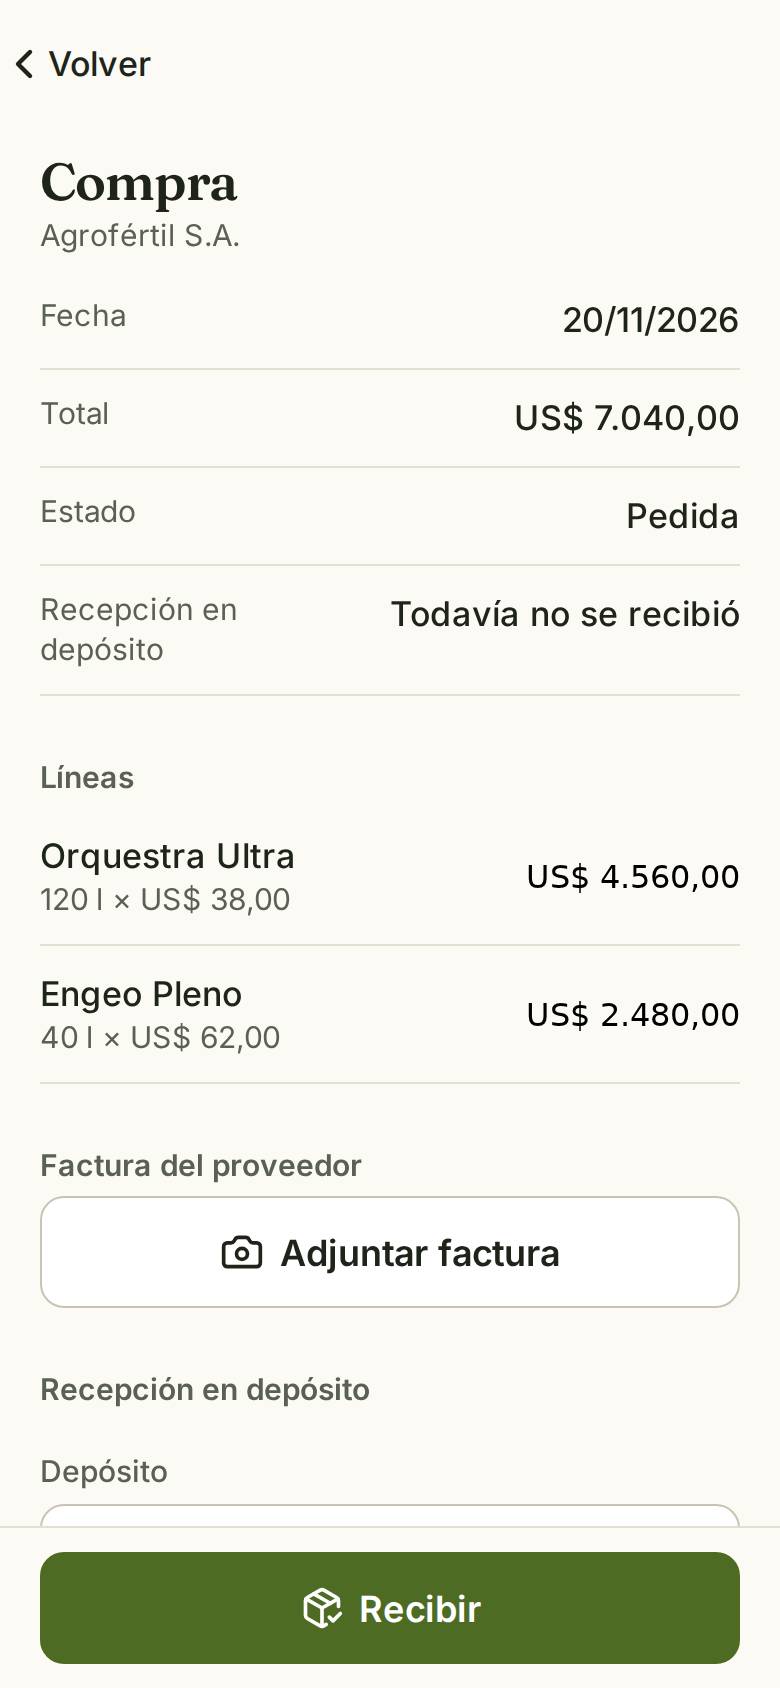 Volver
Compra
Agrofértil S.A.
Fecha
20/11/2026
Total
US$ 7.040,00
Estado
Pedida
Recepción en
depósito
Todavía no se recibió
Líneas
Orquestra Ultra
120 l × US$ 38,00
US$ 4.560,00
Engeo Pleno
40 l × US$ 62,00
US$ 2.480,00
Factura del proveedor
Adjuntar factura
Recepción en depósito
Depósito
Recibir